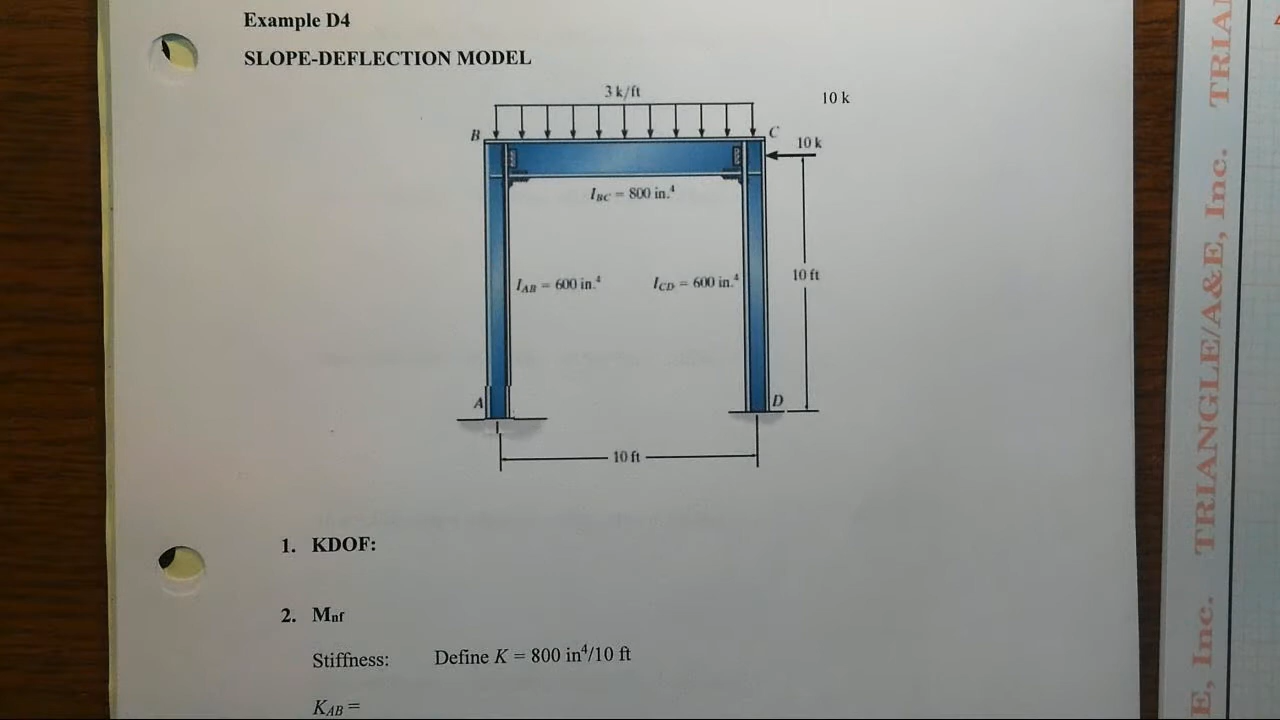 Example D4
SLOPE-DEFLECTION MODEL
3 k/ft
10 k
B
C
10 k
I_BC = 800 in.⁴
10 ft
I_AB = 600 in.⁴
I_CD = 600 in.⁴
A
D
10 ft
1. KDOF:
2. Mnf
Stiffness: Define K = 800 in⁴/10 ft
K_AB =
TRIAN
TRIANGLE/A&E, Inc.
E, Inc.